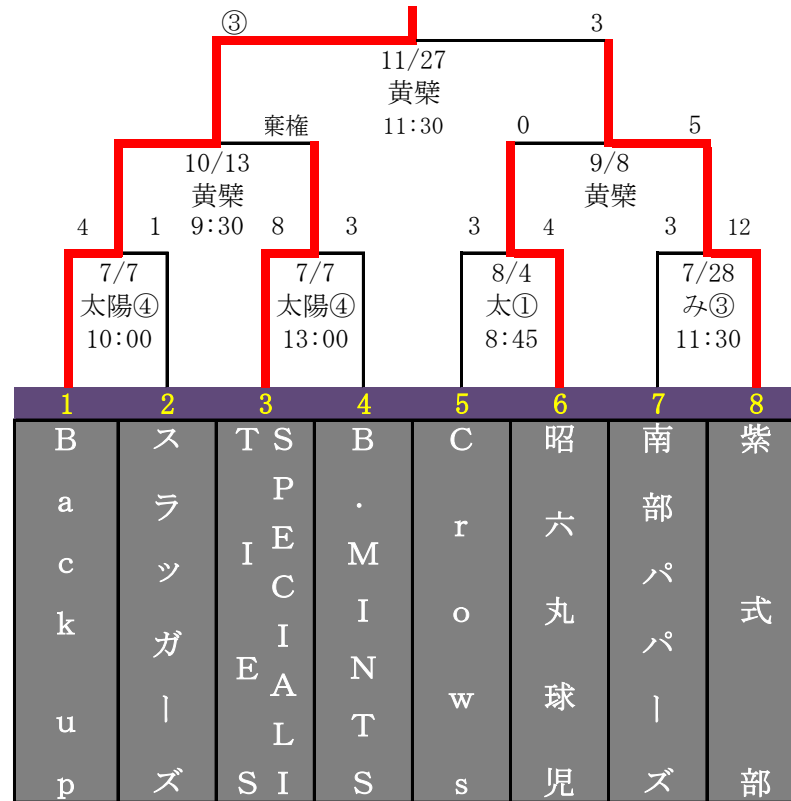 ③ 3
11/27
黄檗
11:30
棄権 0 5
10/13
黄檗
9:30
9/8
黄檗
4 1 8 3 3 4 3 12
7/7
太陽④
10:00
7/7
太陽④
13:00
8/4
太①
8:45
7/28
み③
11:30
1 2 3 4 5 6 7 8
Back up
スラッガーズ
SPECIALI
TIES
B.MINTS
Crows
昭六丸球児
南部パパーズ
紫式部